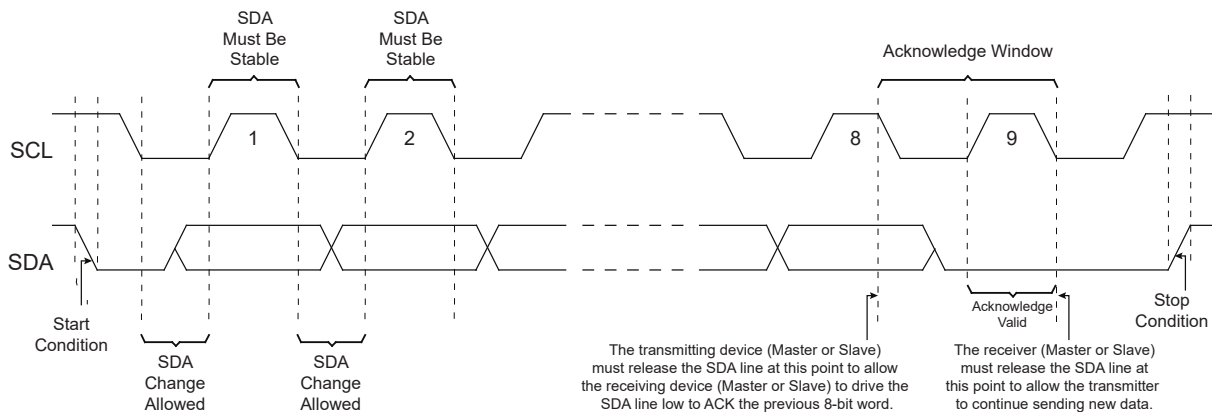 SDA
Must Be
Stable
SDA
Must Be
Stable
Acknowledge Window
SCL
1
2
8
9
SDA
Start
Condition
SDA
Change
Allowed
SDA
Change
Allowed
The transmitting device (Master or Slave)
must release the SDA line at this point to allow
the receiving device (Master or Slave) to drive the
SDA line low to ACK the previous 8-bit word.
Acknowledge
Valid
The receiver (Master or Slave)
must release the SDA line at
this point to allow the transmitter
to continue sending new data.
Stop
Condition